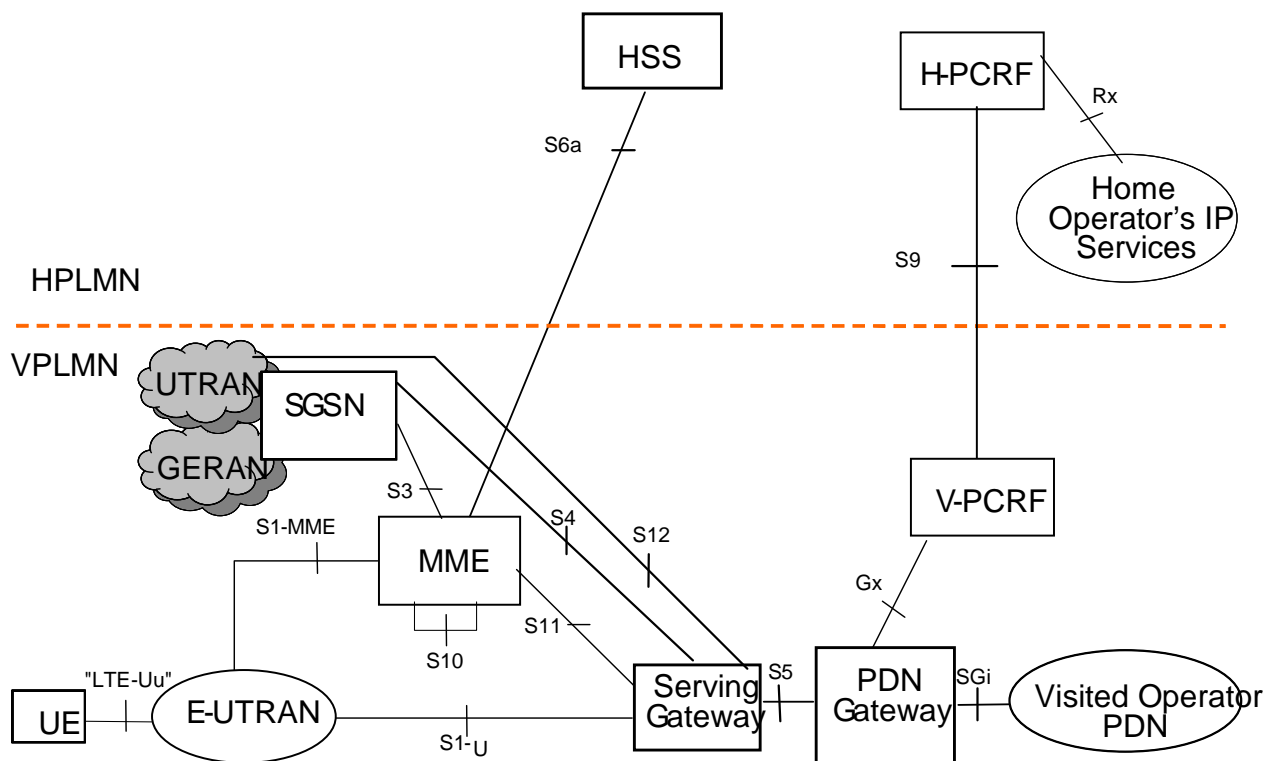 HSS
H-PCRF
Rx
S6a
Home
Operator's IP
Services
S9
HPLMN
VPLMN
UTRAN
SGSN
GERAN
S3
S4
S12
V-PCRF
S1-MME
MME
Gx
S11
S10
"LTE-Uu"
UE
E-UTRAN
S1-U
Serving
Gateway
S5
PDN
Gateway
SGi
Visited Operator
PDN